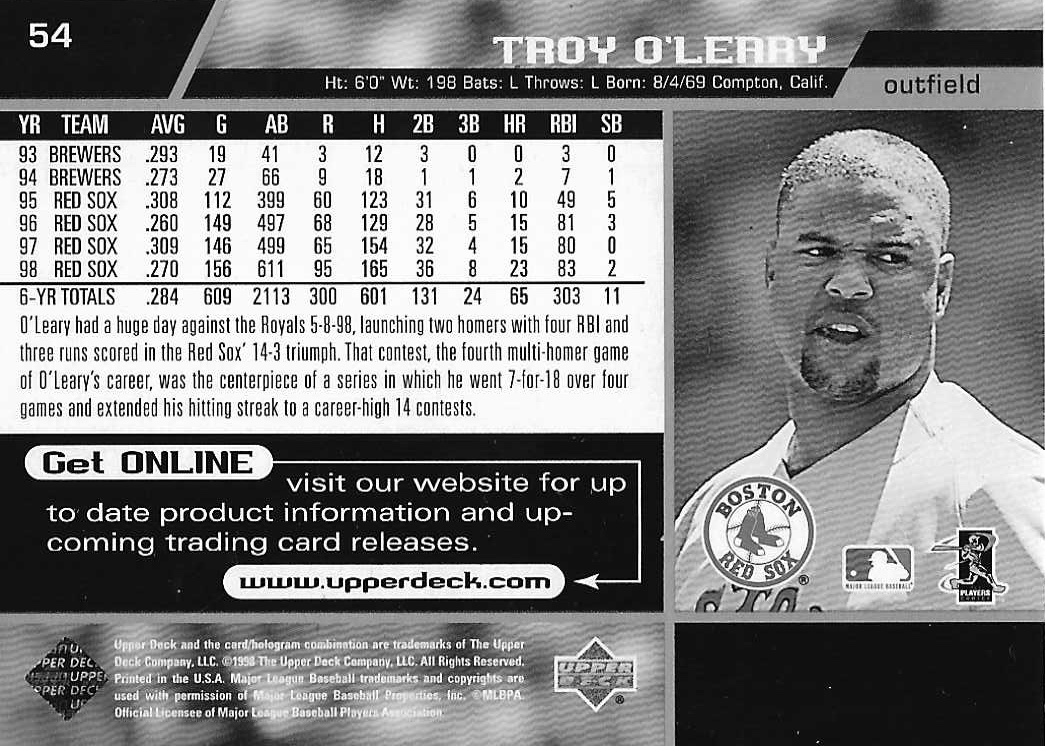 54
TROY O'LEARY
Ht: 6'0" Wt: 198 Bats: L Throws: L Born: 8/4/69 Compton, Calif.
outfield
YR TEAM AVG G AB R H 2B 3B HR RBI SB
93 BREWERS .293 19 41 3 12 3 0 0 3 0
94 BREWERS .273 27 66 9 18 1 1 2 7 1
95 RED SOX .308 112 399 60 123 31 6 10 49 5
96 RED SOX .260 149 497 68 129 28 5 15 81 3
97 RED SOX .309 146 499 65 154 32 4 15 80 0
98 RED SOX .270 156 611 95 165 36 8 23 83 2
6-YR TOTALS .284 609 2113 300 601 131 24 65 303 11
O'Leary had a huge day against the Royals 5-8-98, launching two homers with four RBI and
three runs scored in the Red Sox' 14-3 triumph. That contest, the fourth multi-homer game
of O'Leary's career, was the centerpiece of a series in which he went 7-for-18 over four
games and extended his hitting streak to a career-high 14 contests.
Get ONLINE
visit our website for up
to date product information and up-
coming trading card releases.
www.upperdeck.com
BOSTON
RED SOX
®
MAJOR LEAGUE BASEBALL
PLAYERS
CHOICE
Upper Deck and the card/hologram combination are trademarks of The Upper
Deck Company, LLC. ©1998 The Upper Deck Company, LLC. All Rights Reserved.
Printed in the U.S.A. Major League Baseball trademarks and copyrights are
used with permission of Major League Baseball Properties, Inc. ©MLBPA.
Official Licensee of Major League Baseball Players Association
UPPER
DECK
®